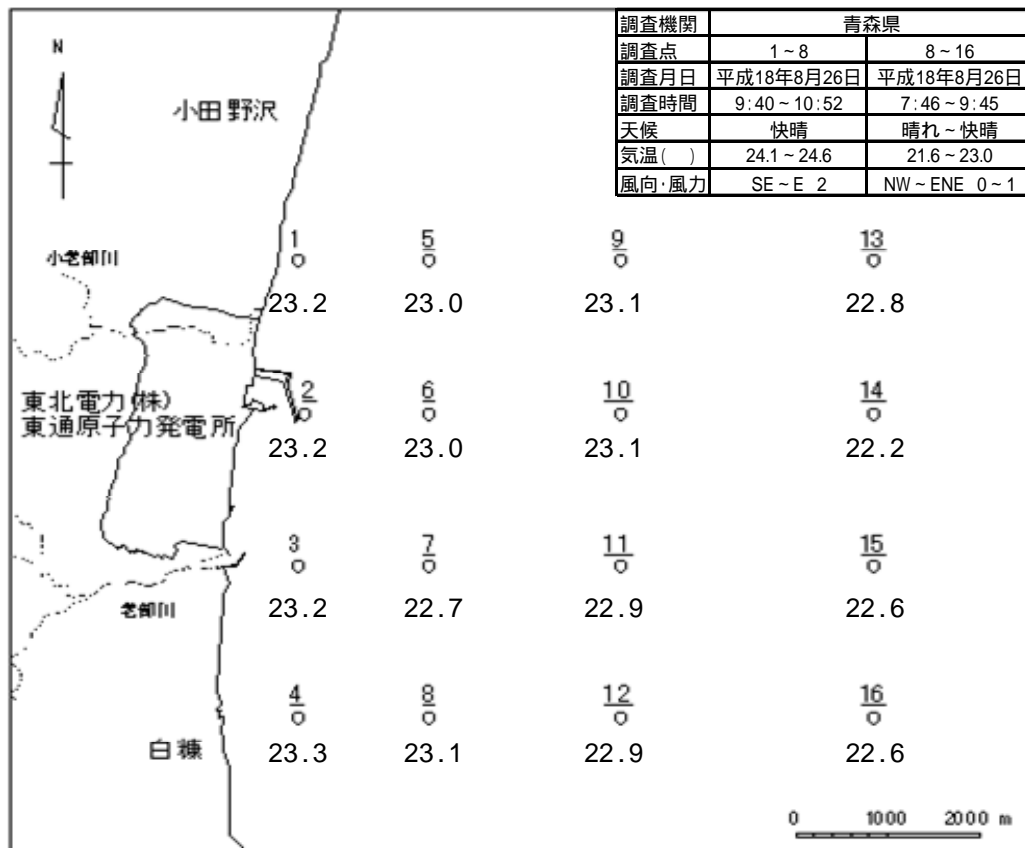 調査機関 青森県
調査点 1~8 8~16
調査月日 平成18年8月26日 平成18年8月26日
調査時間 9:40~10:52 7:46~9:45
天候 快晴 晴れ~快晴
気温( ) 24.1~24.6 21.6~23.0
風向・風力 SE~E 2 NW~ENE 0~1
N
小田野沢
小老部川
1 5 9 13
23.2 23.0 23.1 22.8
東北電力(株)
東通原子力発電所
2 6 10 14
23.2 23.0 23.1 22.2
3 7 11 15
老部川
23.2 22.7 22.9 22.6
4 8 12 16
白糠
23.3 23.1 22.9 22.6
0 1000 2000 m